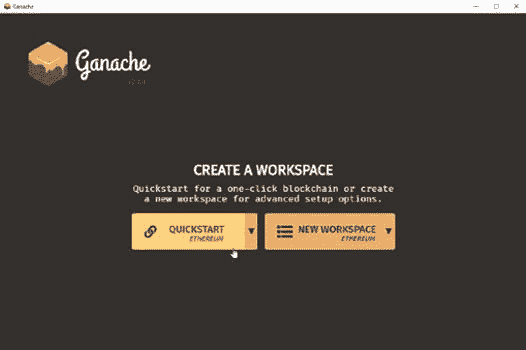 Ganache
Ganache
CREATE A WORKSPACE
Quickstart for a one-click blockchain or create
a new workspace for advanced setup options.
QUICKSTART
ETHEREUM
NEW WORKSPACE
ETHEREUM